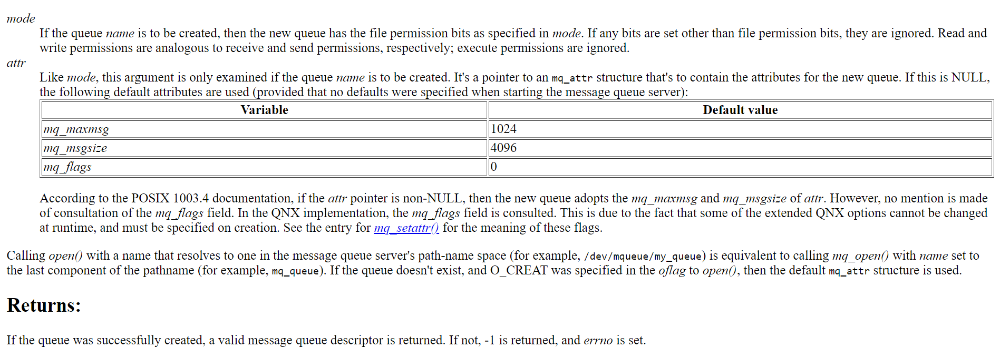 mode
If the queue name is to be created, then the new queue has the file permission bits as specified in mode. If any bits are set other than file permission bits, they are ignored. Read and
write permissions are analogous to receive and send permissions, respectively; execute permissions are ignored.
attr
Like mode, this argument is only examined if the queue name is to be created. It's a pointer to an mq_attr structure that's to contain the attributes for the new queue. If this is NULL,
the following default attributes are used (provided that no defaults were specified when starting the message queue server):
Variable Default value
mq_maxmsg 1024
mq_msgsize 4096
mq_flags 0
According to the POSIX 1003.4 documentation, if the attr pointer is non-NULL, then the new queue adopts the mq_maxmsg and mq_msgsize of attr. However, no mention is made
of consultation of the mq_flags field. In the QNX implementation, the mq_flags field is consulted. This is due to the fact that some of the extended QNX options cannot be changed
at runtime, and must be specified on creation. See the entry for mq_setattr() for the meaning of these flags.
Calling open() with a name that resolves to one in the message queue server's path-name space (for example, /dev/mqueue/my_queue) is equivalent to calling mq_open() with name set to
the last component of the pathname (for example, mq_queue). If the queue doesn't exist, and O_CREAT was specified in the oflag to open(), then the default mq_attr structure is used.
Returns:
If the queue was successfully created, a valid message queue descriptor is returned. If not, -1 is returned, and errno is set.